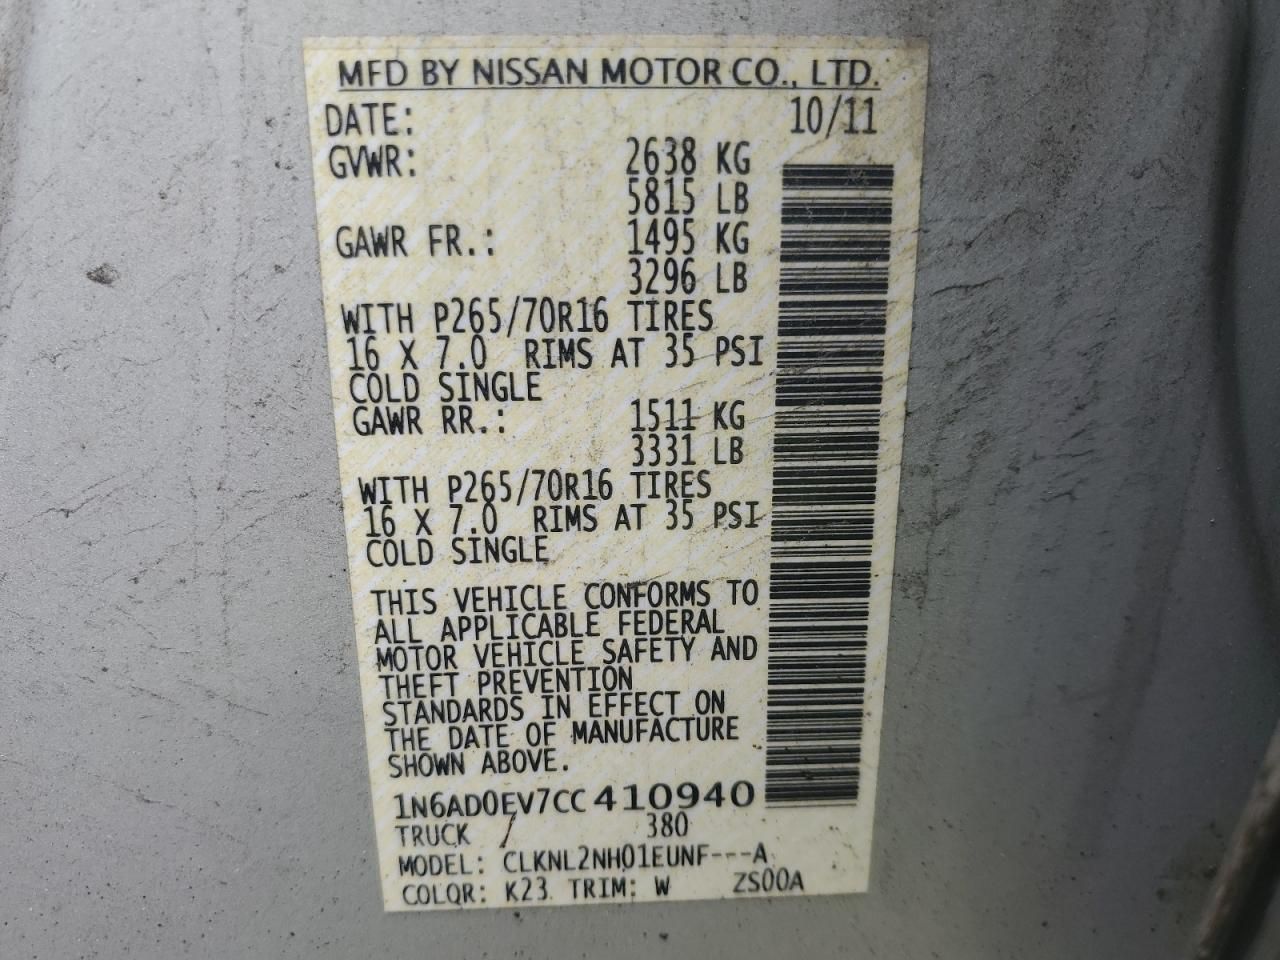 MFD BY NISSAN MOTOR CO., LTD.
DATE: 10/11
GVWR: 2638 KG
5815 LB
GAWR FR.: 1495 KG
3296 LB
WITH P265/70R16 TIRES
16 X 7.0 RIMS AT 35 PSI
COLD SINGLE
GAWR RR.: 1511 KG
3331 LB
WITH P265/70R16 TIRES
16 X 7.0 RIMS AT 35 PSI
COLD SINGLE
THIS VEHICLE CONFORMS TO
ALL APPLICABLE FEDERAL
MOTOR VEHICLE SAFETY AND
THEFT PREVENTION
STANDARDS IN EFFECT ON
THE DATE OF MANUFACTURE
SHOWN ABOVE.
1N6AD0EV7CC410940
TRUCK 380
MODEL: CLKNL2NH01EUNF---A
COLOR: K23 TRIM: W ZS00A